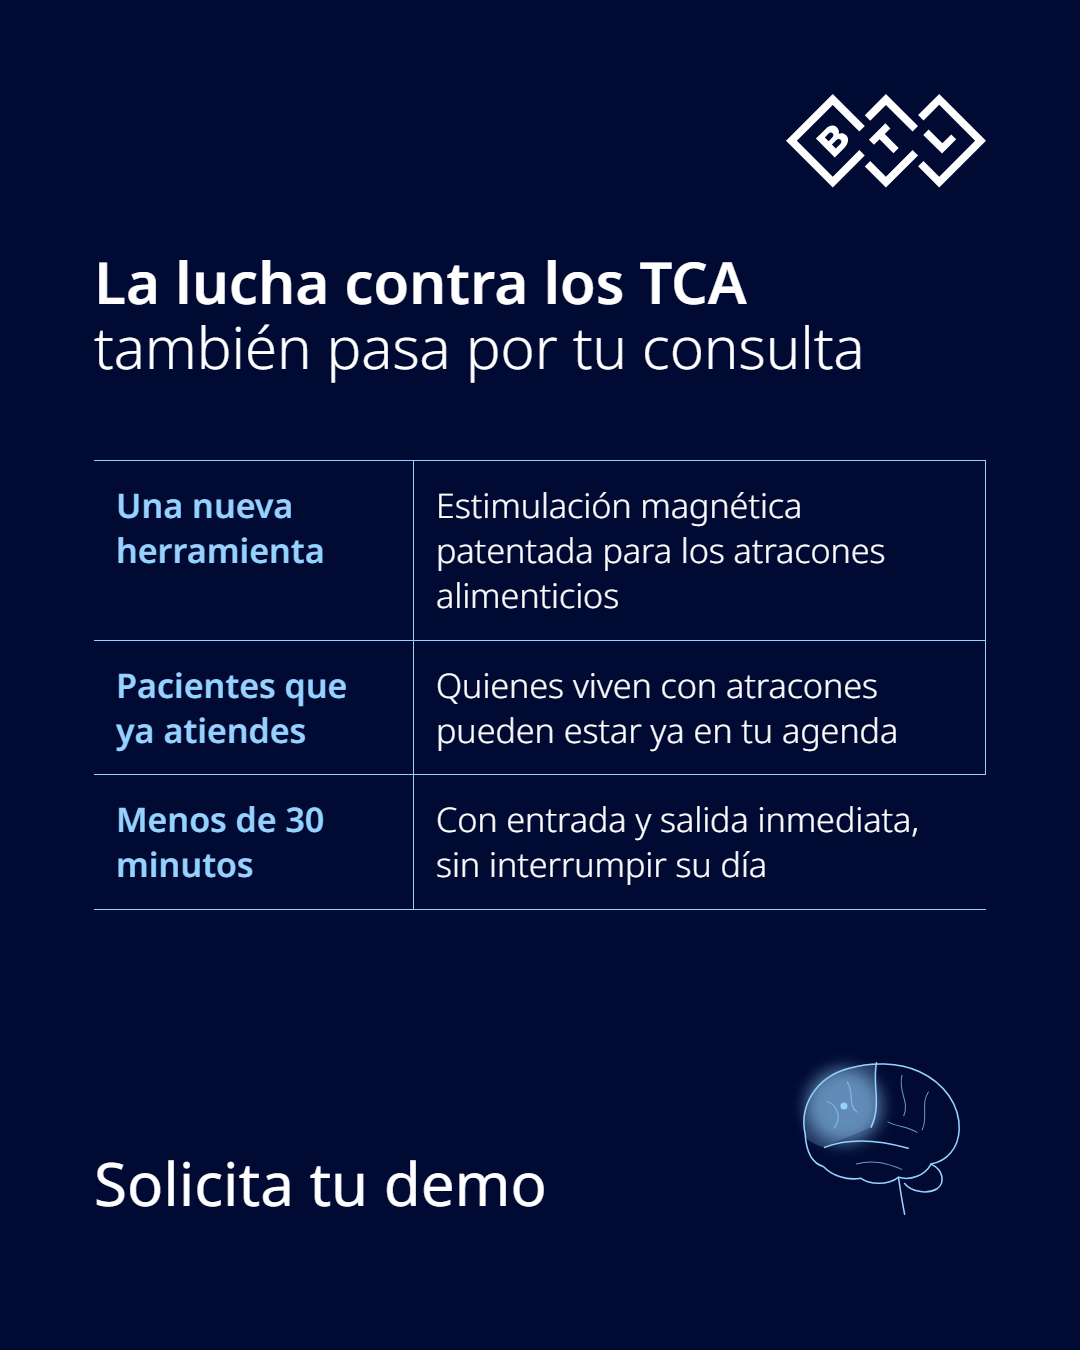 BTL
La lucha contra los TCA
también pasa por tu consulta
Una nueva
herramienta
Estimulación magnética
patentada para los atracones
alimenticios
Pacientes que
ya atiendes
Quienes viven con atracones
pueden estar ya en tu agenda
Menos de 30
minutos
Con entrada y salida inmediata,
sin interrumpir su día
Solicita tu demo